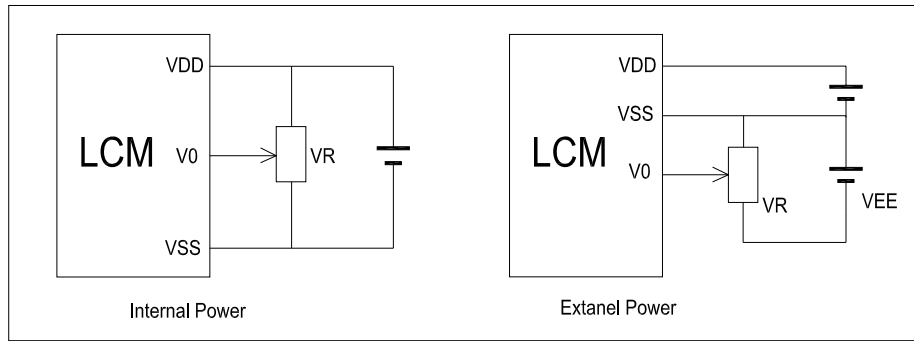 VDD
LCM
V0
VR
VSS
Internal Power
VDD
VSS
LCM
V0
VR
VEE
Extanel Power